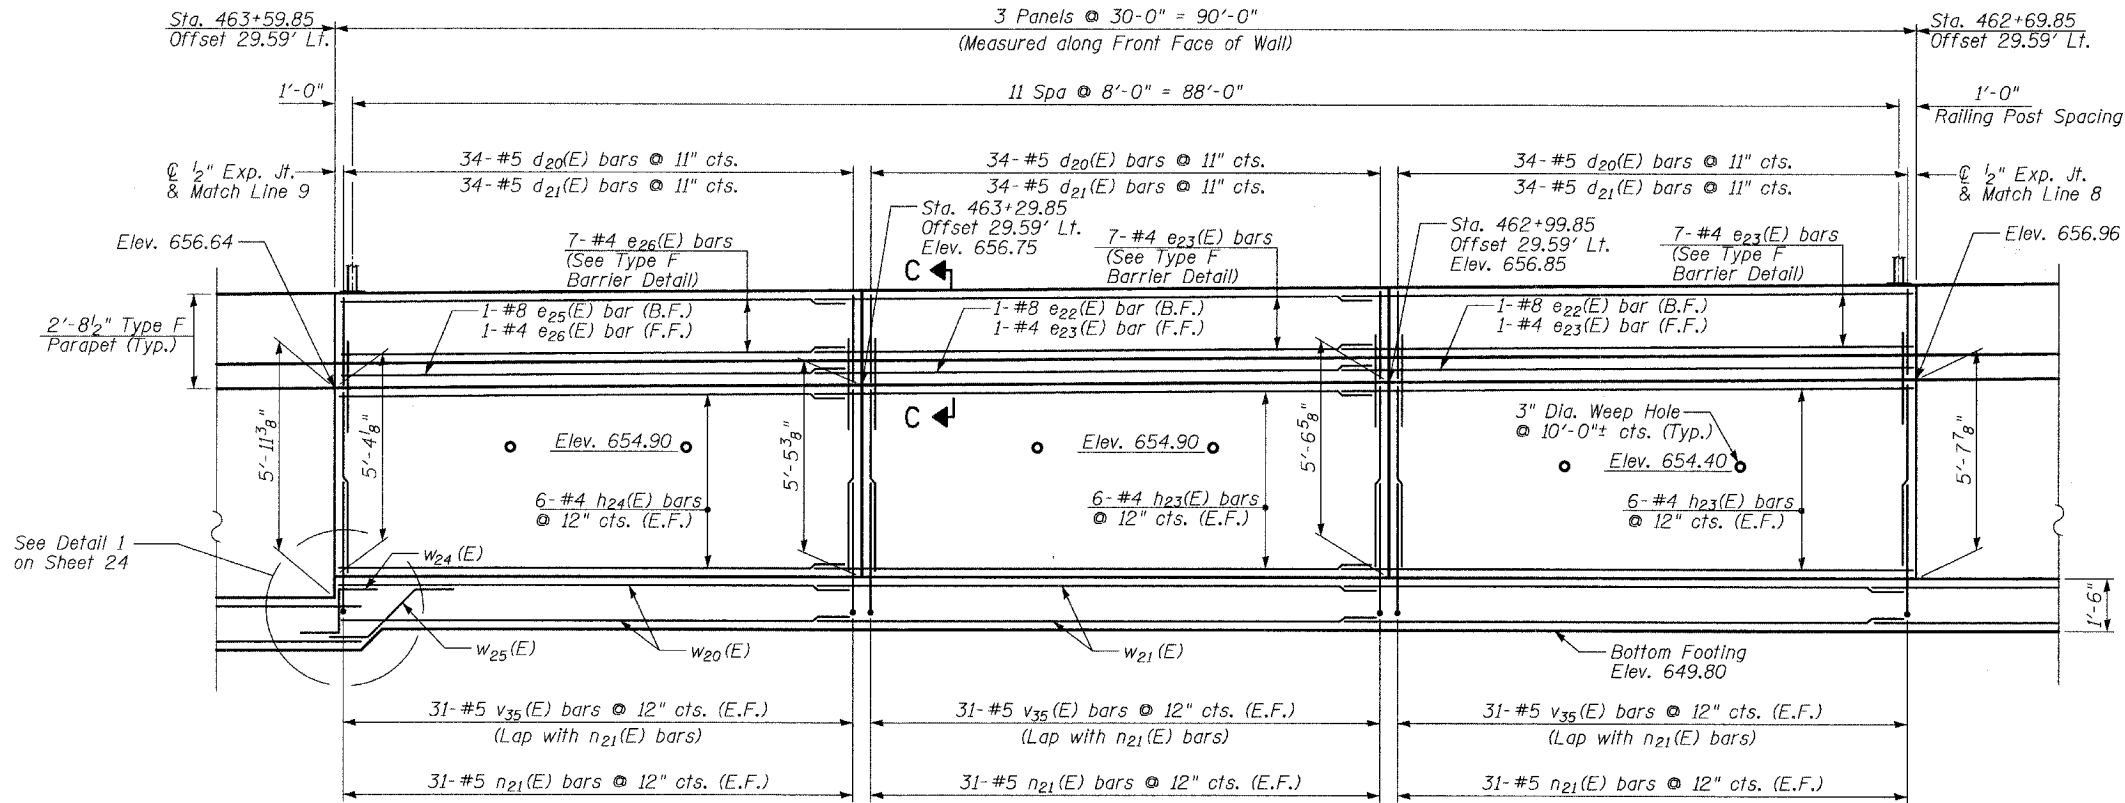 Sta. 463+59.85
Offset 29.59' Lt.
3 Panels @ 30-0" = 90'-0"
(Measured along Front Face of Wall)
Sta. 462+69.85
Offset 29.59' Lt.
1'-0"
11 Spa @ 8'-0" = 88'-0"
1'-0"
Railing Post Spacing
℄ ½" Exp. Jt.
& Match Line 9
34-#5 d20(E) bars @ 11" cts.
34-#5 d21(E) bars @ 11" cts.
34-#5 d20(E) bars @ 11" cts.
34-#5 d21(E) bars @ 11" cts.
34-#5 d20(E) bars @ 11" cts.
34-#5 d21(E) bars @ 11" cts.
℄ ½" Exp. Jt.
& Match Line 8
Elev. 656.64
7-#4 e26(E) bars
(See Type F
Barrier Detail)
Sta. 463+29.85
Offset 29.59' Lt.
Elev. 656.75
7-#4 e23(E) bars
(See Type F
Barrier Detail)
Sta. 462+99.85
Offset 29.59' Lt.
Elev. 656.85
7-#4 e23(E) bars
(See Type F
Barrier Detail)
Elev. 656.96
C
2'-8½" Type F
Parapet (Typ.)
1-#8 e25(E) bar (B.F.)
1-#4 e26(E) bar (F.F.)
1-#8 e22(E) bar (B.F.)
1-#4 e23(E) bar (F.F.)
1-#8 e22(E) bar (B.F.)
1-#4 e23(E) bar (F.F.)
C
5'-11⅜"
5'-4⅛"
Elev. 654.90
5'-5⅜"
Elev. 654.90
5'-6⅝"
3" Dia. Weep Hole
@ 10'-0"± cts. (Typ.)
Elev. 654.40
5'-7⅞"
6-#4 h24(E) bars
@ 12" cts. (E.F.)
6-#4 h23(E) bars
@ 12" cts. (E.F.)
6-#4 h23(E) bars
@ 12" cts. (E.F.)
See Detail 1
on Sheet 24
w24(E)
w25(E)
w20(E)
w21(E)
Bottom Footing
Elev. 649.80
1'-6"
31-#5 v35(E) bars @ 12" cts. (E.F.)
(Lap with n21(E) bars)
31-#5 v35(E) bars @ 12" cts. (E.F.)
(Lap with n21(E) bars)
31-#5 v35(E) bars @ 12" cts. (E.F.)
(Lap with n21(E) bars)
31-#5 n21(E) bars @ 12" cts. (E.F.)
31-#5 n21(E) bars @ 12" cts. (E.F.)
31-#5 n21(E) bars @ 12" cts. (E.F.)